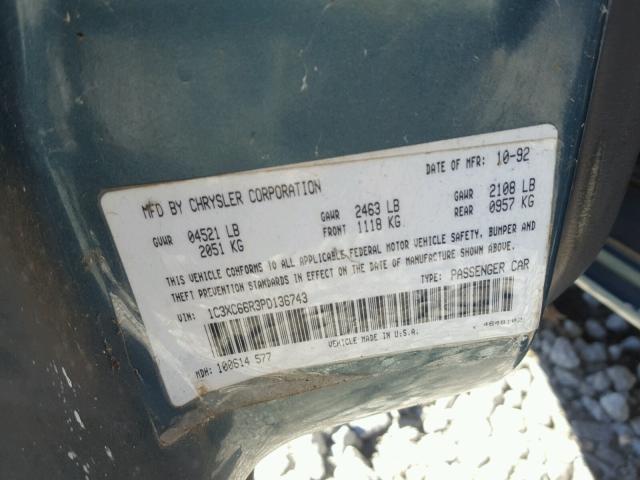 MFD BY CHRYSLER CORPORATION DATE OF MFR. 10-92
GVWR 04521 LB GAWR 2463 LB GAWR 2108 LB
2051 KG FRONT 1118 KG REAR 0957 KG
THIS VEHICLE CONFORMS TO ALL APPLICABLE FEDERAL MOTOR VEHICLE SAFETY, BUMPER AND
THEFT PREVENTION STANDARDS IN EFFECT ON THE DATE OF MANUFACTURE SHOWN ABOVE.
VIN: 1C3XC66R3PD136743 TYPE: PASSENGER CAR
MDH: 100614 577 VEHICLE MADE IN U.S.A.